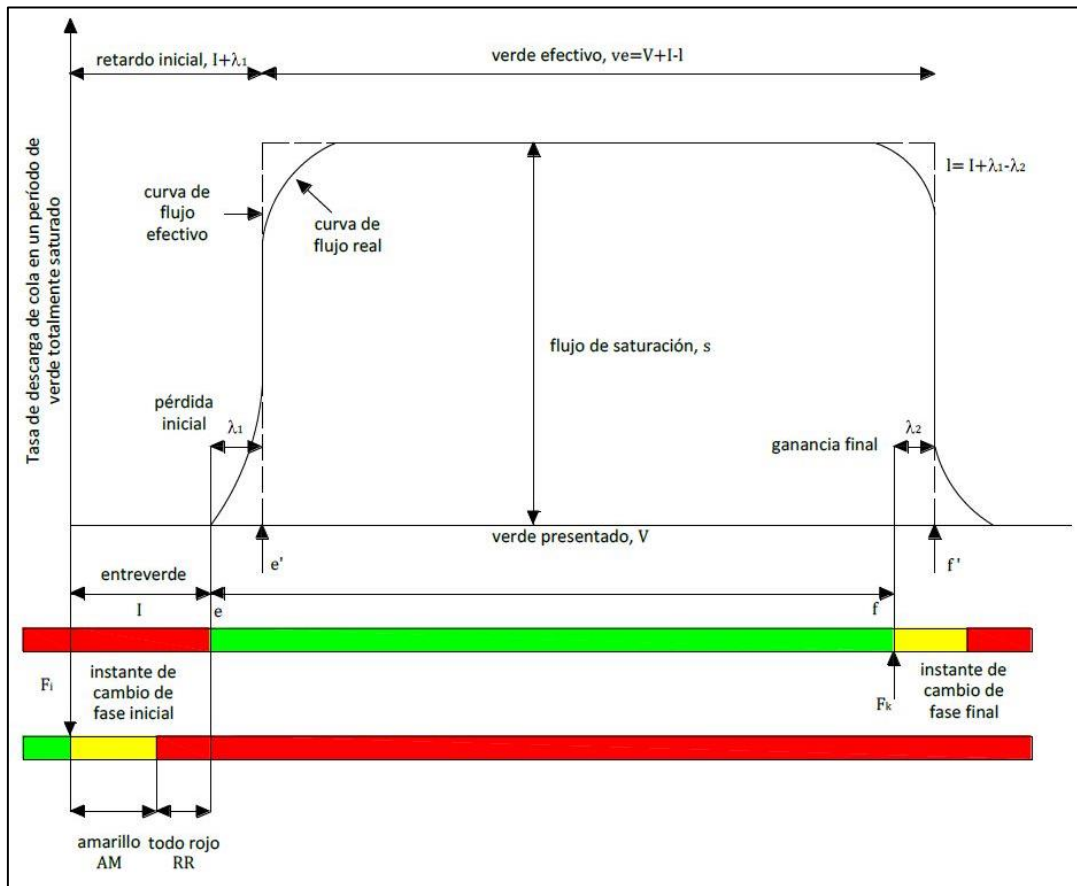 retardo inicial, I+λ₁
verde efectivo, ve=V+I-l
Tasa de descarga de cola en un período de
verde totalmente saturado
l= I+λ₁-λ₂
curva de
flujo
efectivo
curva de
flujo real
flujo de saturación, s
pérdida
inicial
λ₁
λ₂
ganancia final
verde presentado, V
e'
f'
entreverde
I
e
f
F
i
instante de
cambio de
fase inicial
F
k
instante de
cambio de
fase final
amarillo
AM
todo rojo
RR